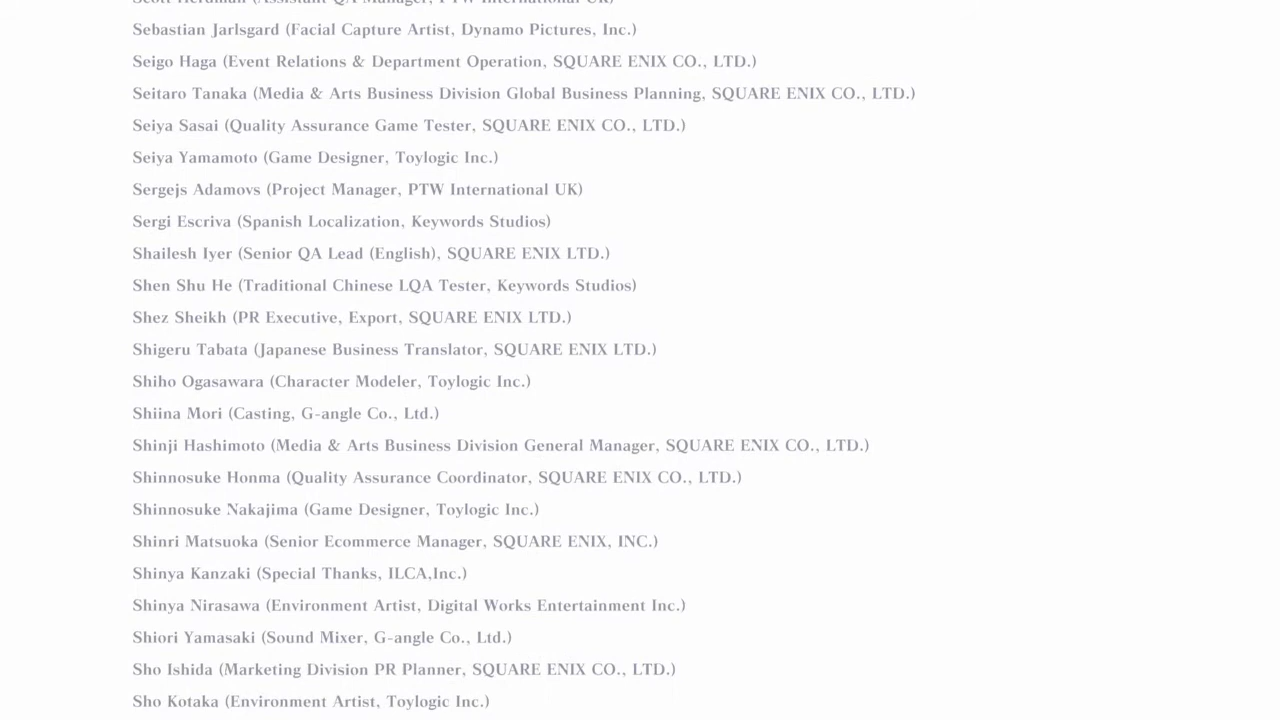 Sebastian Jarlsgard (Facial Capture Artist, Dynamo Pictures, Inc.)
Seigo Haga (Event Relations & Department Operation, SQUARE ENIX CO., LTD.)
Seitaro Tanaka (Media & Arts Business Division Global Business Planning, SQUARE ENIX CO., LTD.)
Seiya Sasai (Quality Assurance Game Tester, SQUARE ENIX CO., LTD.)
Seiya Yamamoto (Game Designer, Toylogic Inc.)
Sergejs Adamovs (Project Manager, PTW International UK)
Sergi Escriva (Spanish Localization, Keywords Studios)
Shailesh Iyer (Senior QA Lead (English), SQUARE ENIX LTD.)
Shen Shu He (Traditional Chinese LQA Tester, Keywords Studios)
Shez Sheikh (PR Executive, Export, SQUARE ENIX LTD.)
Shigeru Tabata (Japanese Business Translator, SQUARE ENIX LTD.)
Shiho Ogasawara (Character Modeler, Toylogic Inc.)
Shiina Mori (Casting, G-angle Co., Ltd.)
Shinji Hashimoto (Media & Arts Business Division General Manager, SQUARE ENIX CO., LTD.)
Shinnosuke Honma (Quality Assurance Coordinator, SQUARE ENIX CO., LTD.)
Shinnosuke Nakajima (Game Designer, Toylogic Inc.)
Shinri Matsuoka (Senior Ecommerce Manager, SQUARE ENIX, INC.)
Shinya Kanzaki (Special Thanks, ILCA,Inc.)
Shinya Nirasawa (Environment Artist, Digital Works Entertainment Inc.)
Shiori Yamasaki (Sound Mixer, G-angle Co., Ltd.)
Sho Ishida (Marketing Division PR Planner, SQUARE ENIX CO., LTD.)
Sho Kotaka (Environment Artist, Toylogic Inc.)